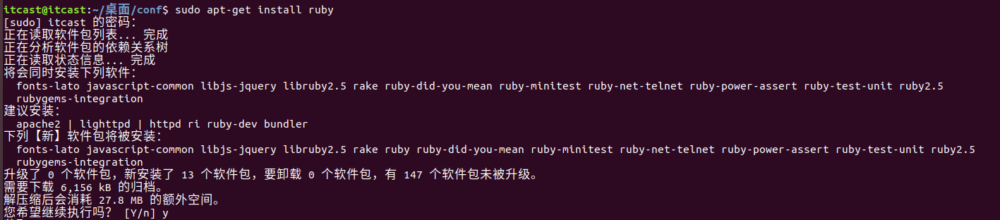 itcast@itcast:~/桌面/conf$ sudo apt-get install ruby
[sudo] itcast 的密码：
正在读取软件包列表... 完成
正在分析软件包的依赖关系树
正在读取状态信息... 完成
将会同时安装下列软件：
  fonts-lato javascript-common libjs-jquery libruby2.5 rake ruby-did-you-mean ruby-minitest ruby-net-telnet ruby-power-assert ruby-test-unit ruby2.5
  rubygems-integration
建议安装：
  apache2 | lighttpd | httpd ri ruby-dev bundler
下列【新】软件包将被安装：
  fonts-lato javascript-common libjs-jquery libruby2.5 rake ruby ruby-did-you-mean ruby-minitest ruby-net-telnet ruby-power-assert ruby-test-unit ruby2.5
  rubygems-integration
升级了 0 个软件包，新安装了 13 个软件包，要卸载 0 个软件包，有 147 个软件包未被升级。
需要下载 6,156 kB 的归档。
解压缩后会消耗 27.8 MB 的额外空间。
您希望继续执行吗？ [Y/n] y